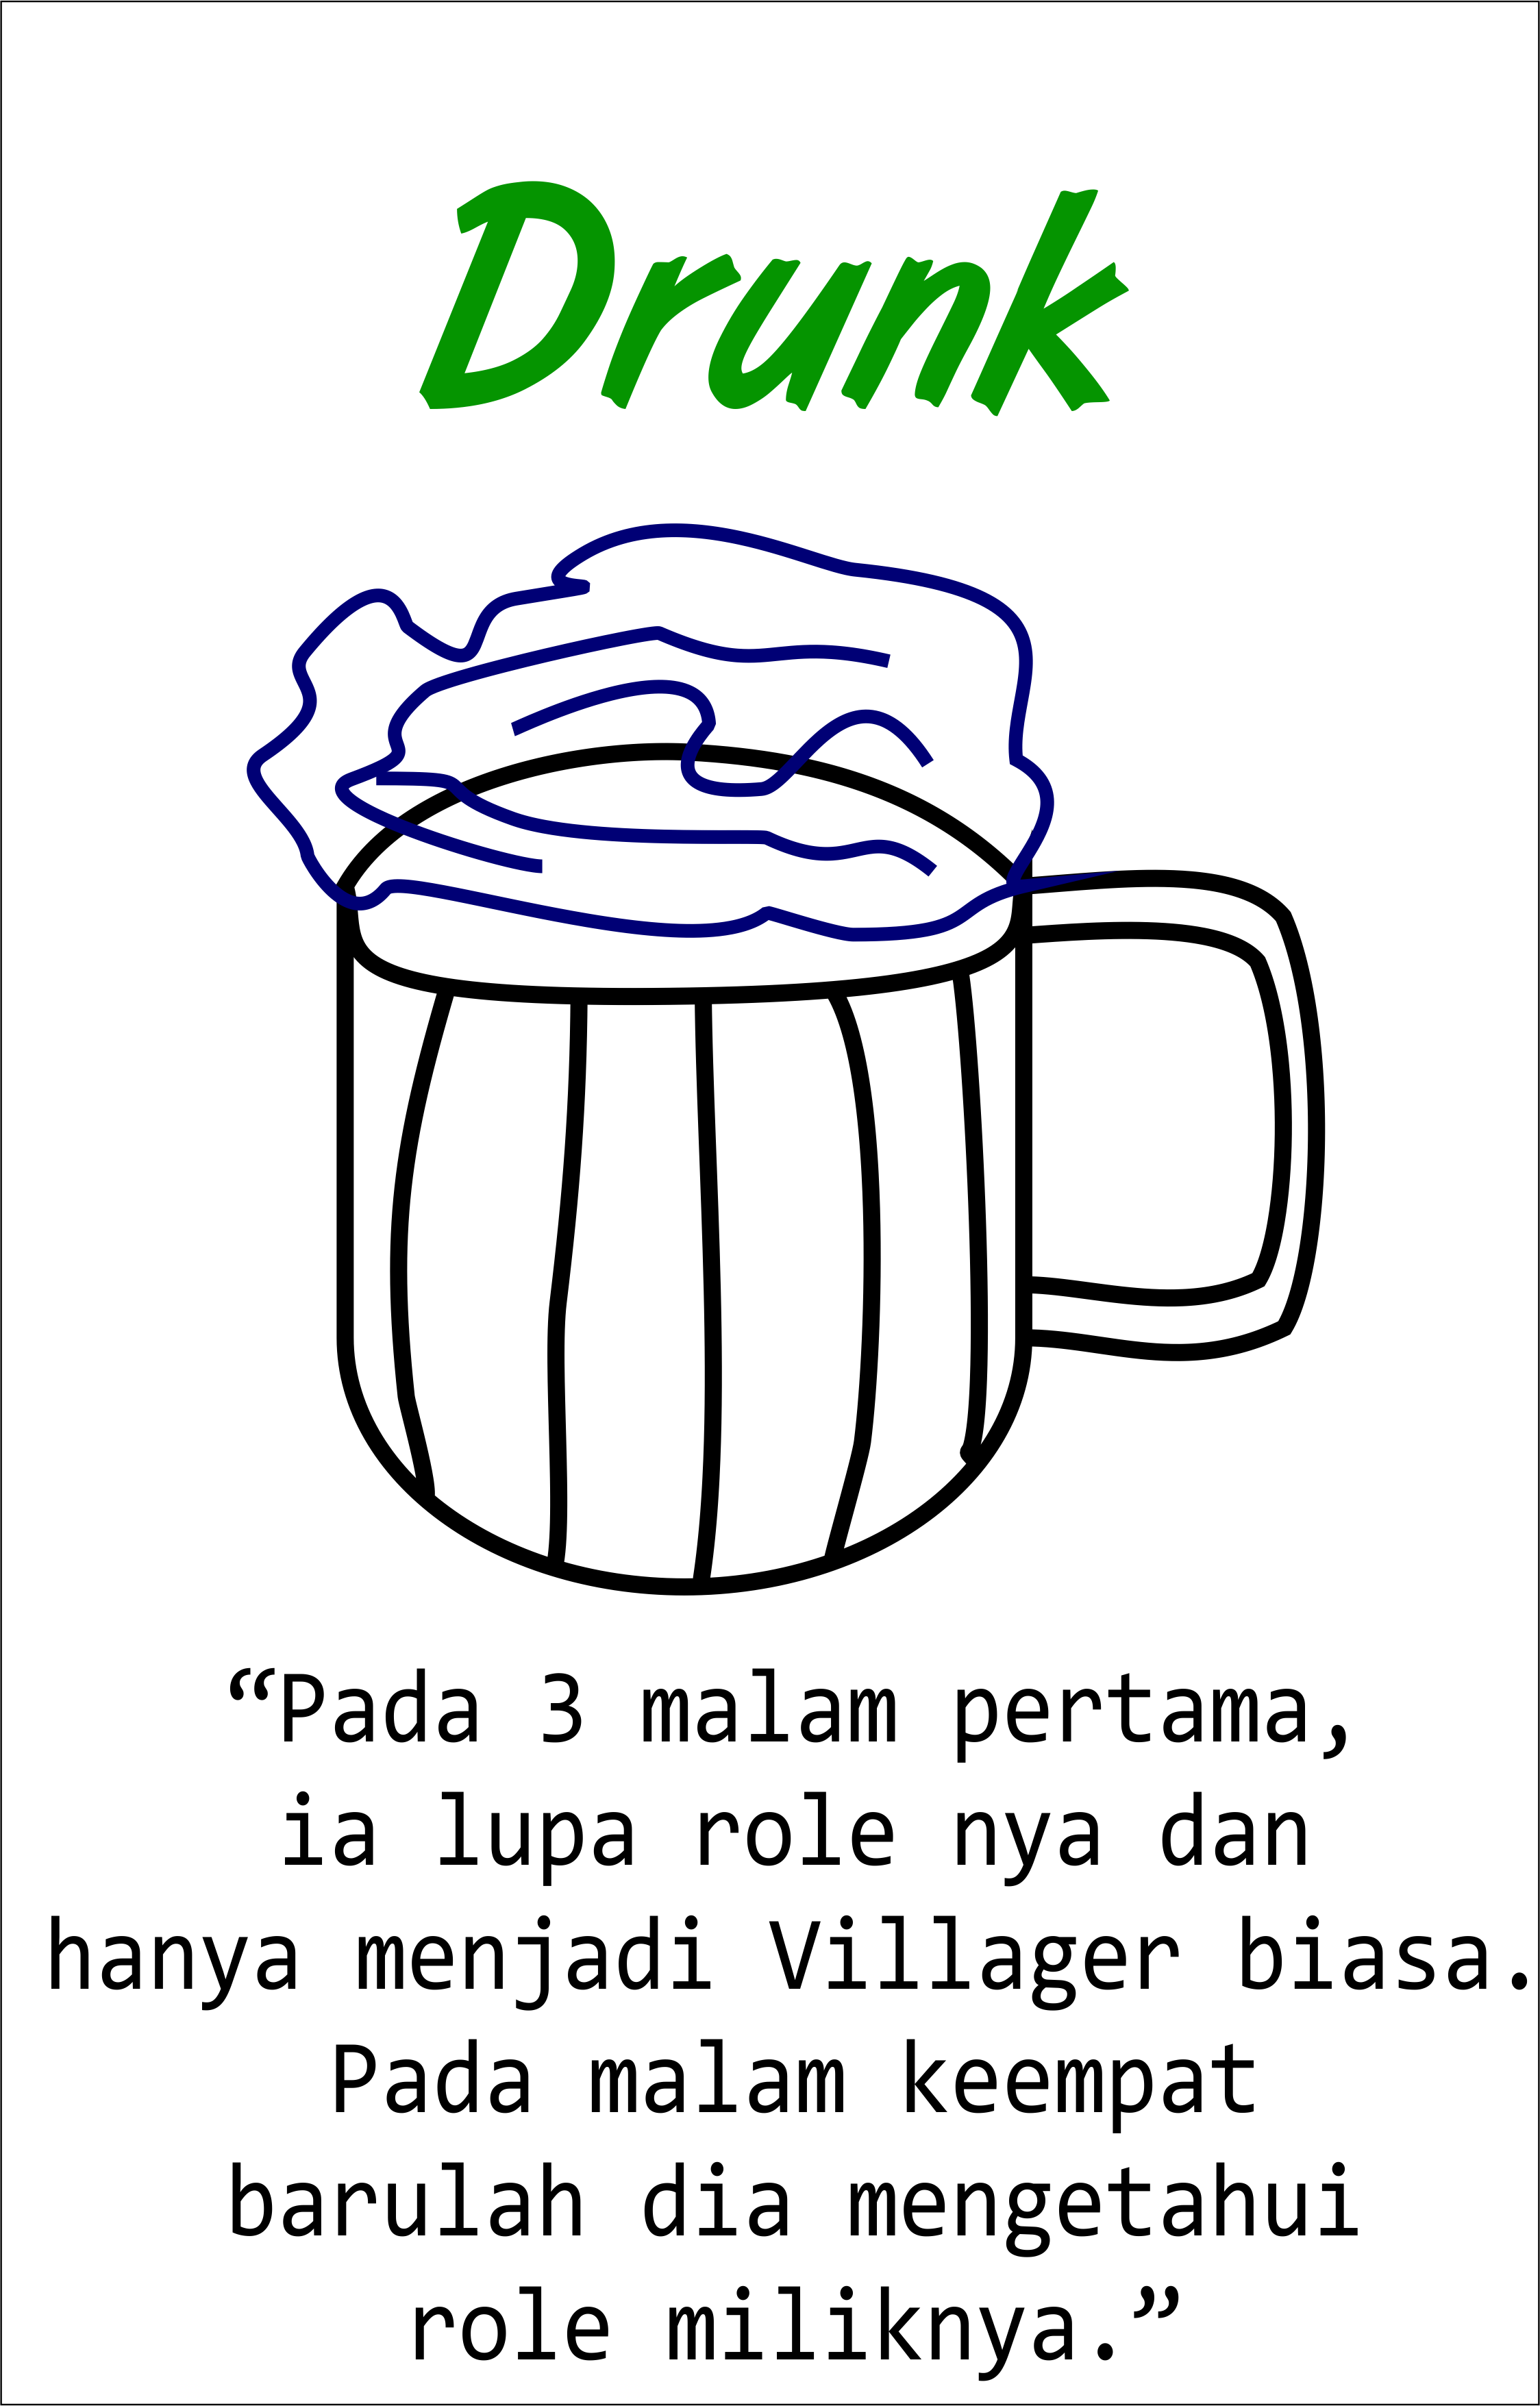 Drunk
“Pada 3 malam pertama,
ia lupa role nya dan
hanya menjadi Villager biasa.
Pada malam keempat
barulah dia mengetahui
role miliknya.”